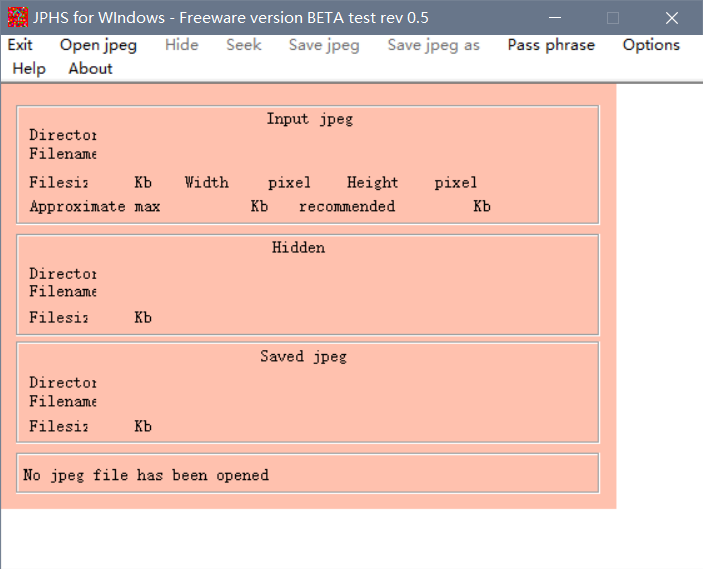 JPHS for WIndows - Freeware version BETA test rev 0.5
Exit Open jpeg Hide Seek Save jpeg Save jpeg as Pass phrase Options
Help About
Input jpeg
Director
Filename
Filesiz Kb Width pixel Height pixel
Approximate max Kb recommended Kb
Hidden
Director
Filename
Filesiz Kb
Saved jpeg
Director
Filename
Filesiz Kb
No jpeg file has been opened